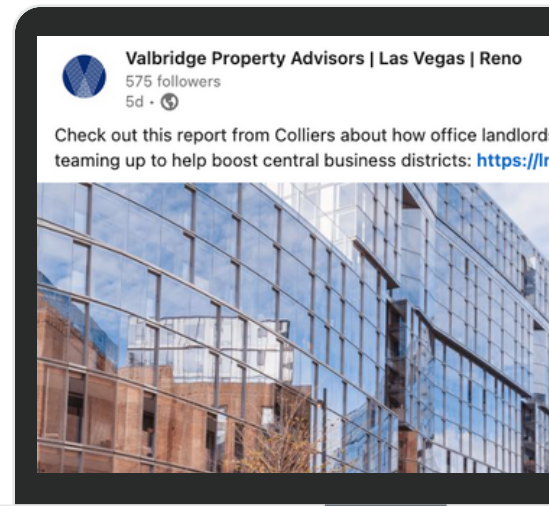 Valbridge Property Advisors | Las Vegas | Reno
575 followers
5d •
Check out this report from Colliers about how office landlords
teaming up to help boost central business districts: https://l